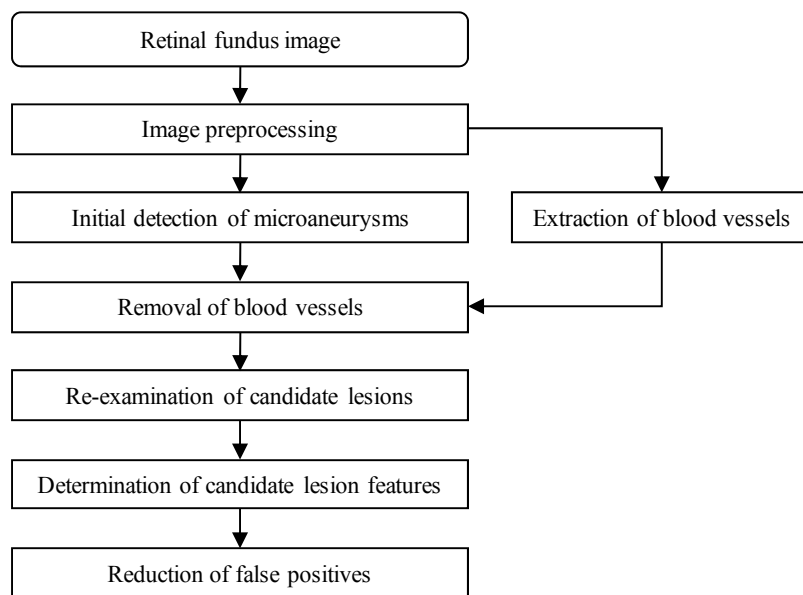 Retinal fundus image
Image preprocessing
Initial detection of microaneurysms
Extraction of blood vessels
Removal of blood vessels
Re-examination of candidate lesions
Determination of candidate lesion features
Reduction of false positives